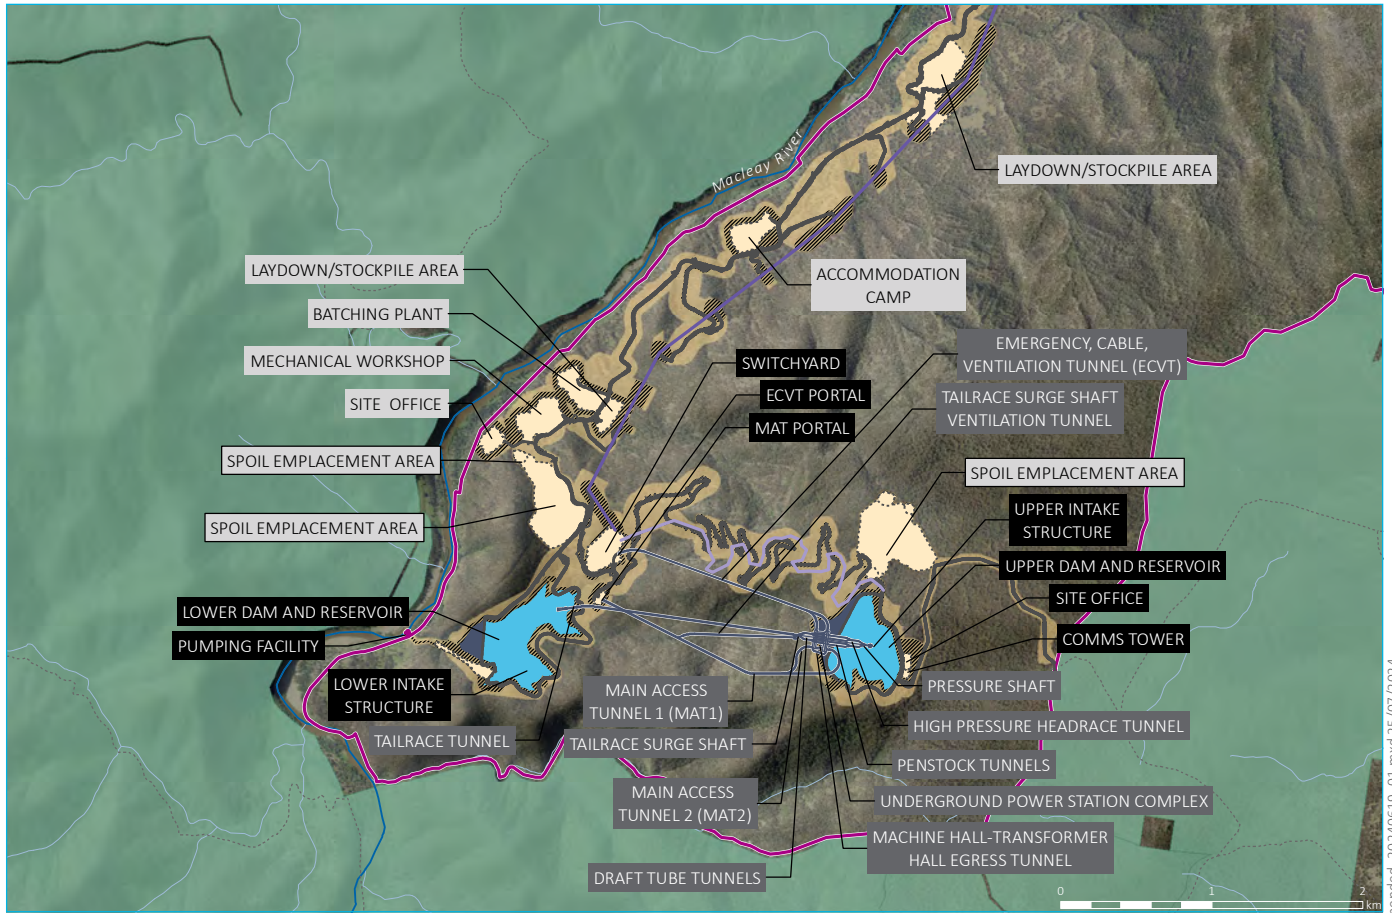 Macleay River
LAYDOWN/STOCKPILE AREA
LAYDOWN/STOCKPILE AREA
ACCOMMODATION
CAMP
BATCHING PLANT
EMERGENCY, CABLE,
VENTILATION TUNNEL (ECVT)
MECHANICAL WORKSHOP
SWITCHYARD
ECVT PORTAL
TAILRACE SURGE SHAFT
VENTILATION TUNNEL
SITE OFFICE
MAT PORTAL
SPOIL EMPLACEMENT AREA
SPOIL EMPLACEMENT AREA
UPPER INTAKE
STRUCTURE
SPOIL EMPLACEMENT AREA
UPPER DAM AND RESERVOIR
SITE OFFICE
LOWER DAM AND RESERVOIR
COMMS TOWER
PUMPING FACILITY
LOWER INTAKE
STRUCTURE
MAIN ACCESS
TUNNEL 1 (MAT1)
PRESSURE SHAFT
HIGH PRESSURE HEADRACE TUNNEL
TAILRACE TUNNEL
TAILRACE SURGE SHAFT
PENSTOCK TUNNELS
MAIN ACCESS
TUNNEL 2 (MAT2)
UNDERGROUND POWER STATION COMPLEX
MACHINE HALL-TRANSFORMER
HALL EGRESS TUNNEL
DRAFT TUBE TUNNELS
0 1 2
km